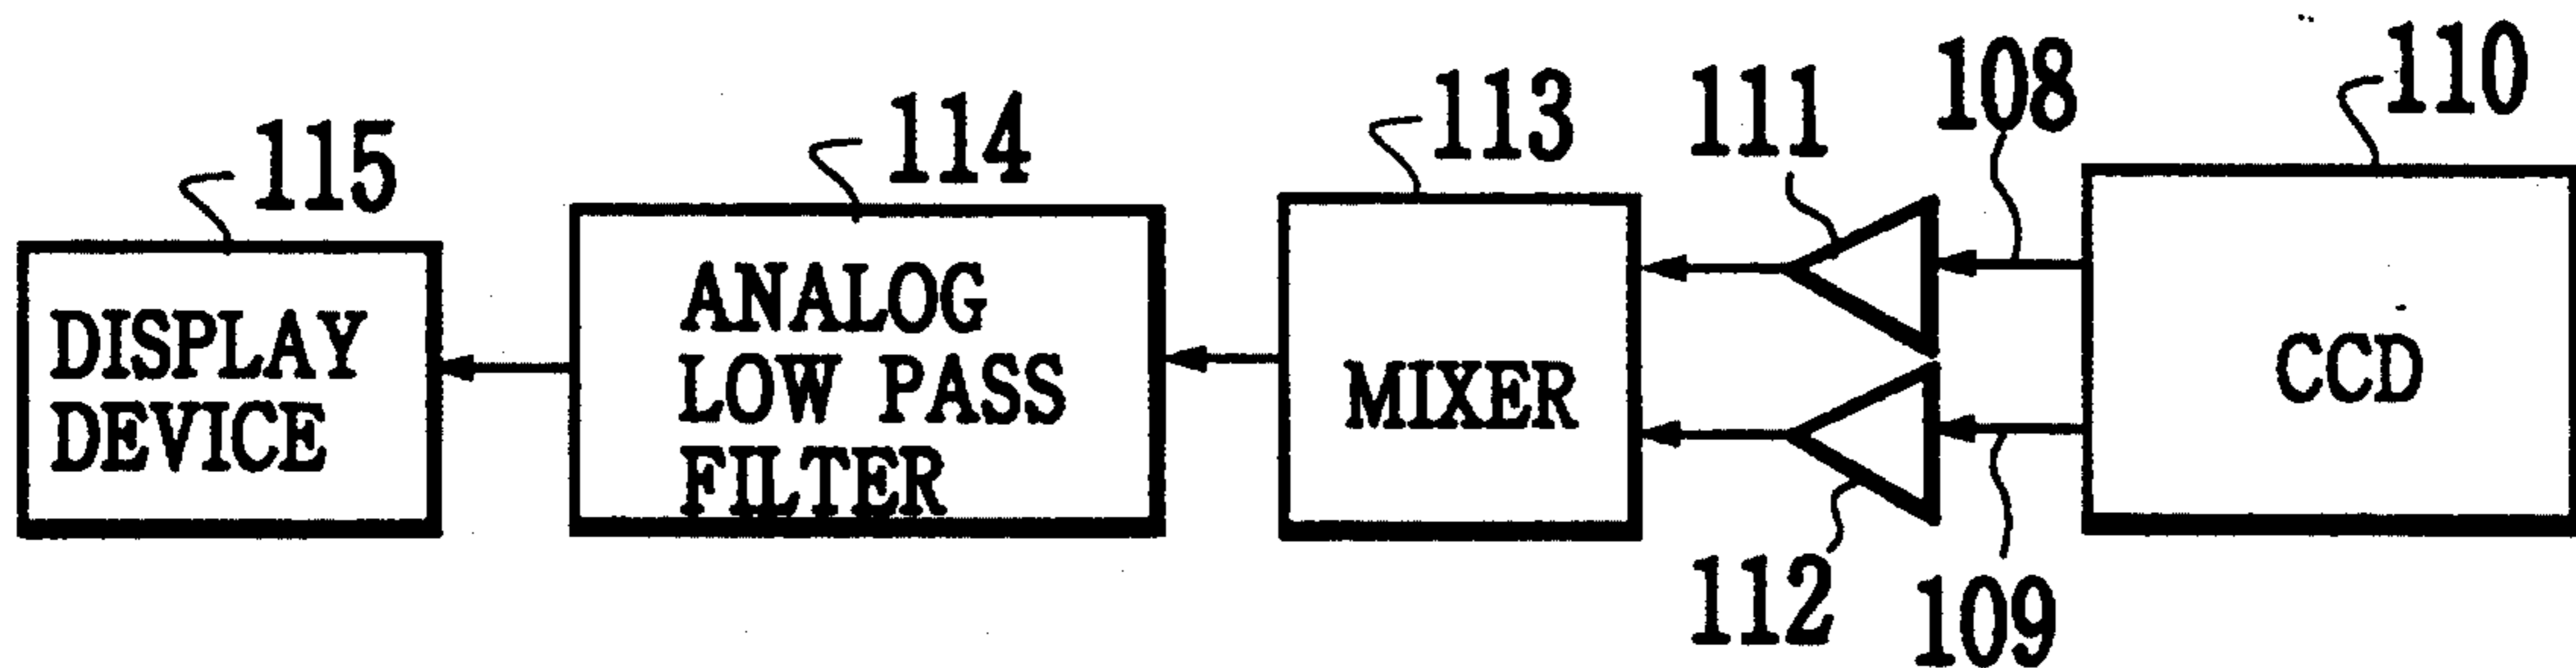 115
114
113
111
108
110
DISPLAY
DEVICE
ANALOG
LOW PASS
FILTER
MIXER
CCD
112
109